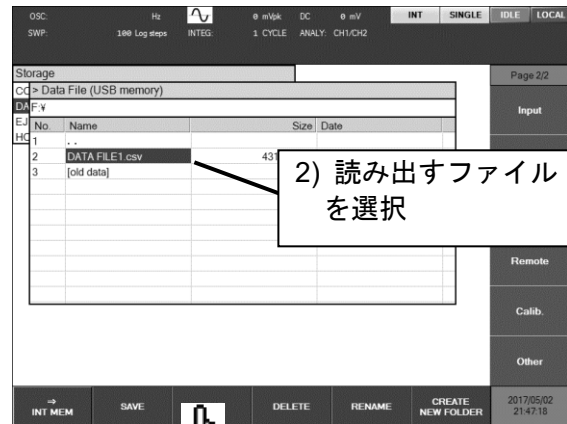 OSC: Hz 0 mVpk DC 0 mV INT SINGLE IDLE LOCAL
SWP: 100 Log steps INTEG: 1 CYCLE ANALY: CH1/CH2
Storage
Page 2/2
> Data File (USB memory)
DA F:¥
Input
EJ No. Name Size Date
HO 1 ..
2 DATA FILE1.csv 431
3 [old data]
2) 読み出すファイル
を選択
Remote
Calib.
Other
⇒
INT MEM SAVE DELETE RENAME CREATE
NEW FOLDER
2017/05/02
21:47:18